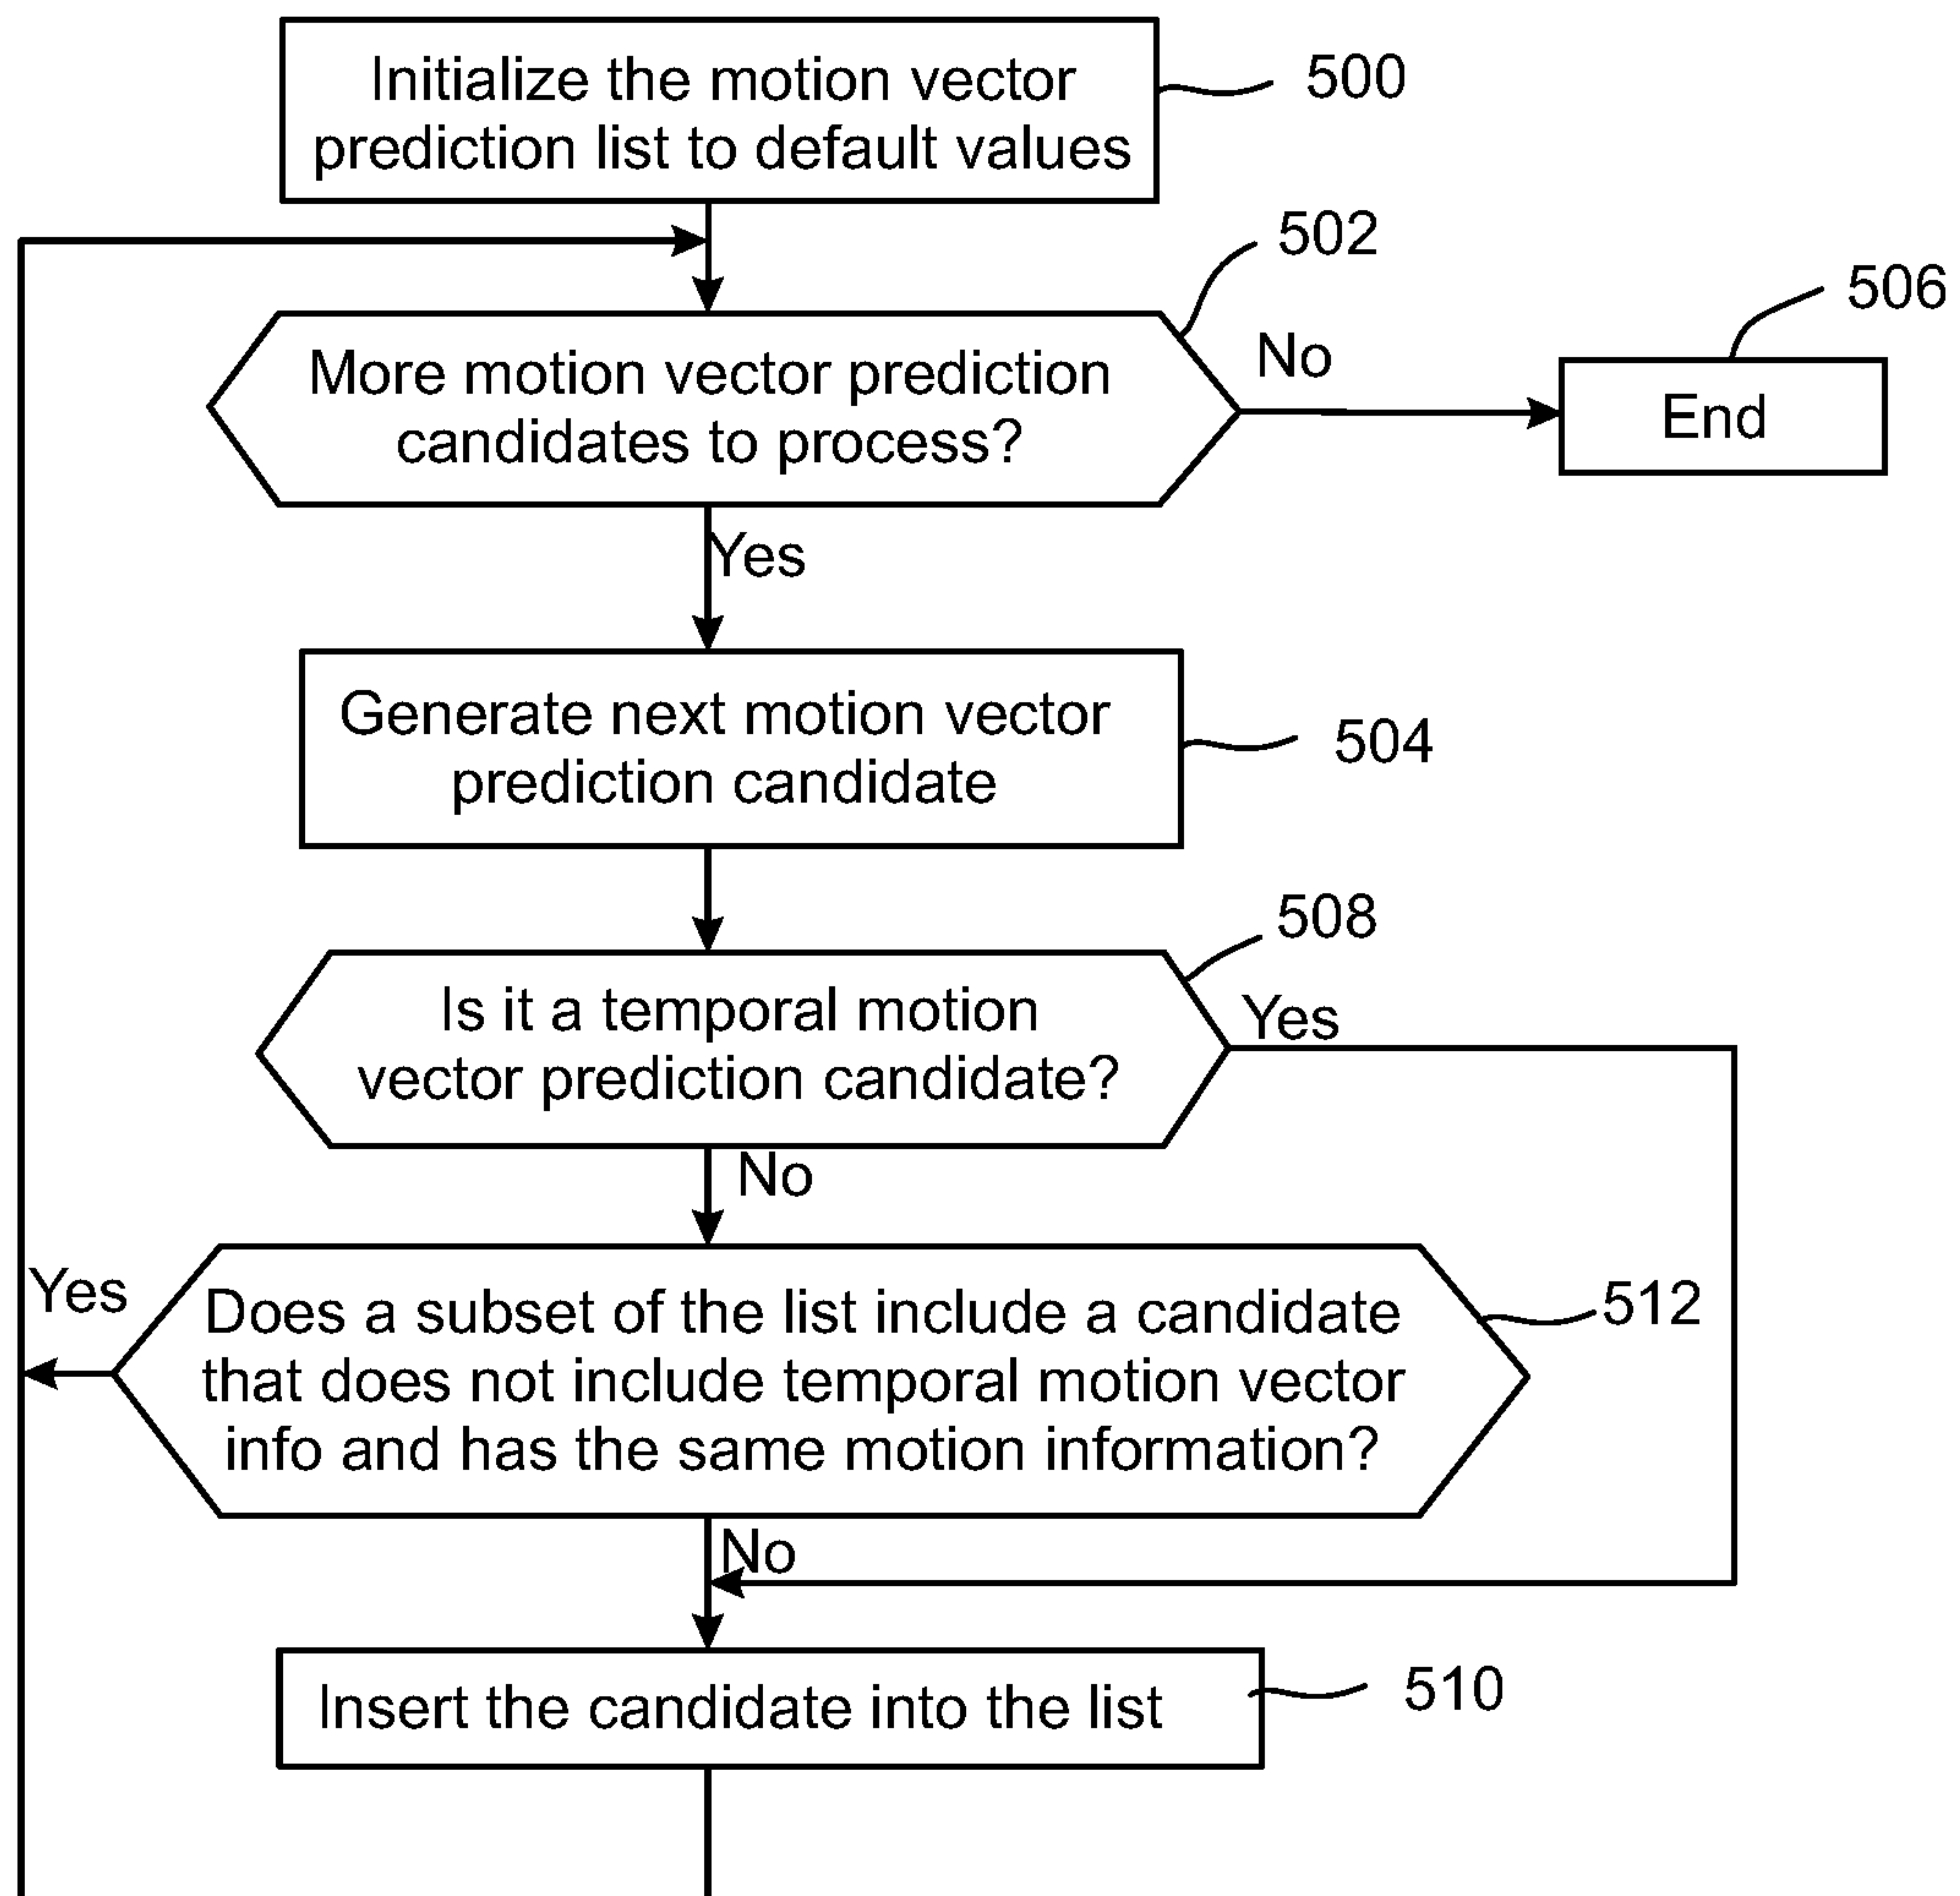 Initialize the motion vector
prediction list to default values
500
502
506
More motion vector prediction
candidates to process?
No
End
Yes
Generate next motion vector
prediction candidate
504
508
Is it a temporal motion
vector prediction candidate?
Yes
No
Yes
Does a subset of the list include a candidate
that does not include temporal motion vector
info and has the same motion information?
512
No
Insert the candidate into the list
510